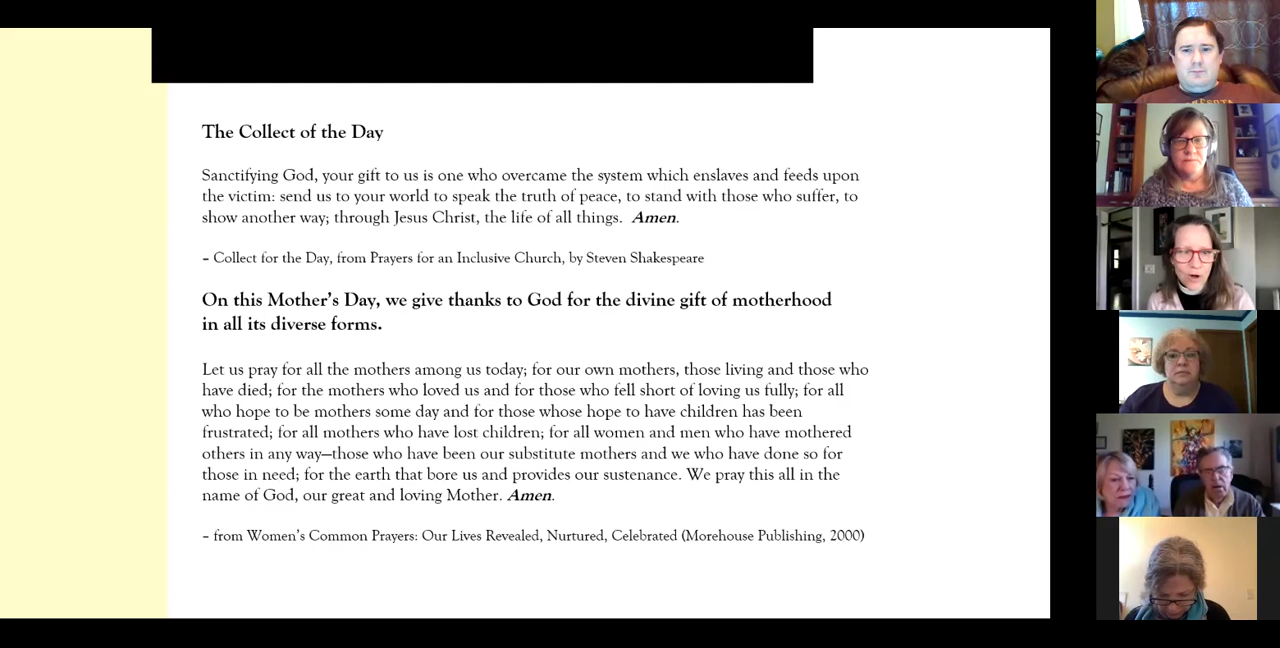 The Collect of the Day
Sanctifying God, your gift to us is one who overcame the system which enslaves and feeds upon
the victim: send us to your world to speak the truth of peace, to stand with those who suffer, to
show another way; through Jesus Christ, the life of all things. Amen.
– Collect for the Day, from Prayers for an Inclusive Church, by Steven Shakespeare
On this Mother's Day, we give thanks to God for the divine gift of motherhood
in all its diverse forms.
Let us pray for all the mothers among us today; for our own mothers, those living and those who
have died; for the mothers who loved us and for those who fell short of loving us fully; for all
who hope to be mothers some day and for those whose hope to have children has been
frustrated; for all mothers who have lost children; for all women and men who have mothered
others in any way—those who have been our substitute mothers and we who have done so for
those in need; for the earth that bore us and provides our sustenance. We pray this all in the
name of God, our great and loving Mother. Amen.
– from Women's Common Prayers: Our Lives Revealed, Nurtured, Celebrated (Morehouse Publishing, 2000)